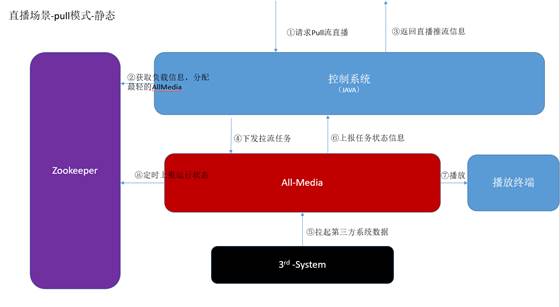 直播场景-pull模式-静态
①请求Pull流直播
③返回直播推流信息
控制系统
（JAVA）
②获取负载信息，分配
最轻的AllMedia
④下发拉流任务
⑥上报任务状态信息
Zookeeper
All-Media
⑧定时上报运行状态
⑦播放
播放终端
⑤拉起第三方系统数据
3rd -System